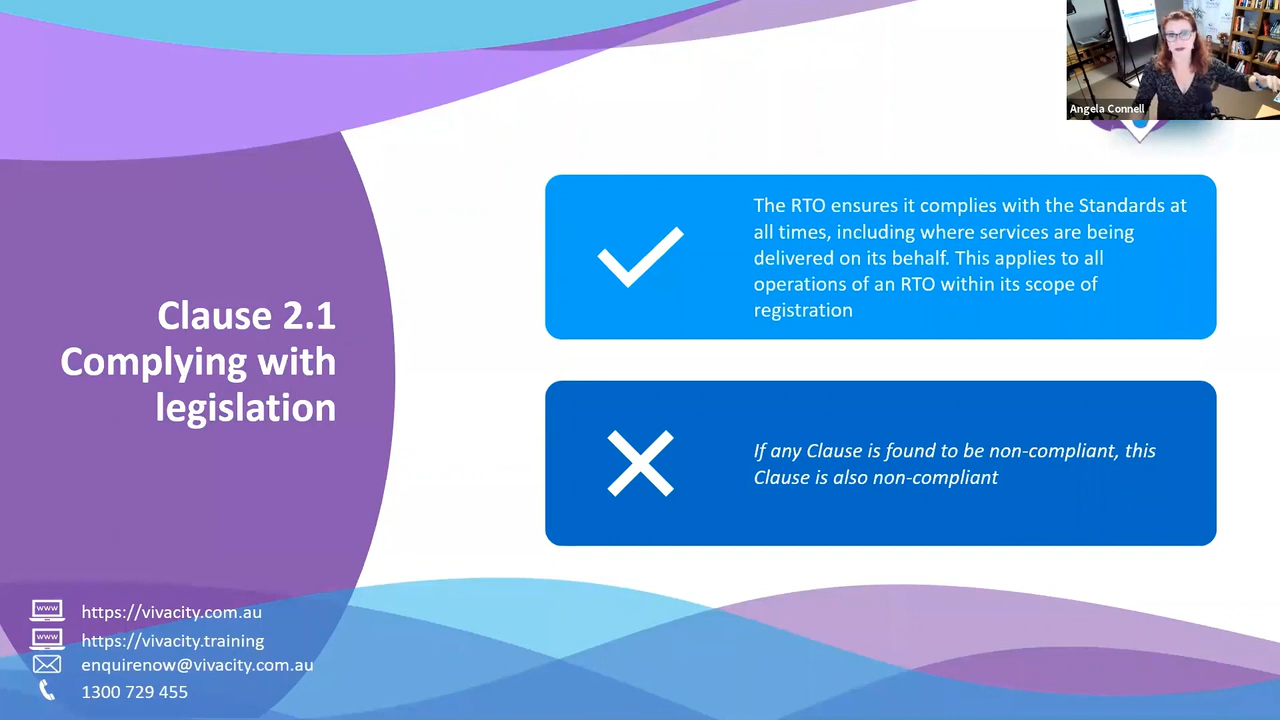 Angela Connell
Clause 2.1
Complying with
legislation
The RTO ensures it complies with the Standards at
all times, including where services are being
delivered on its behalf. This applies to all
operations of an RTO within its scope of
registration
If any Clause is found to be non-compliant, this
Clause is also non-compliant
www
https://vivacity.com.au
www
https://vivacity.training
enquirenow@vivacity.com.au
1300 729 455